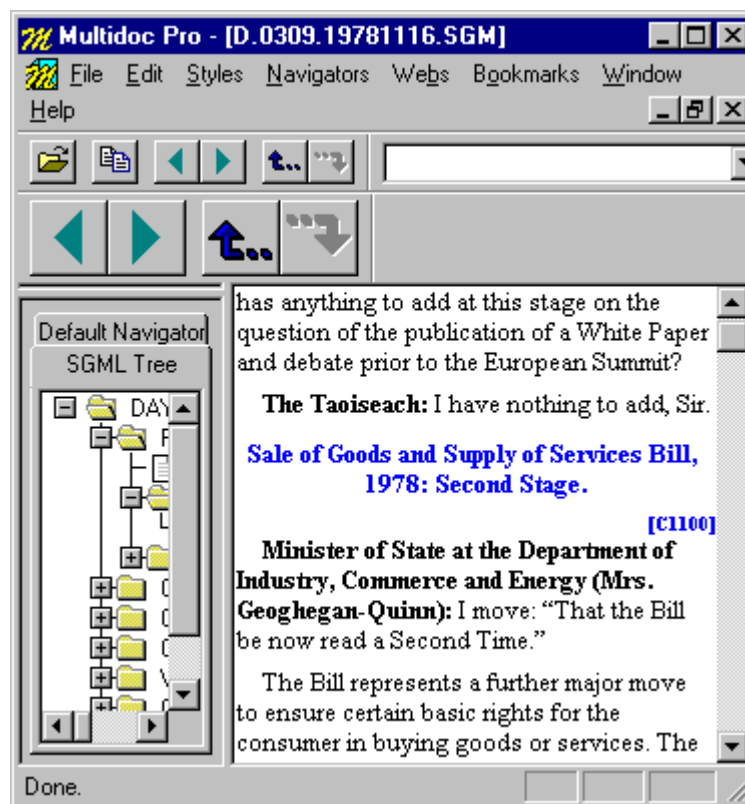 Multidoc Pro - [D.0309.19781116.SGM]
File Edit Styles Navigators Webs Bookmarks Window
Help
Default Navigator
SGML Tree
DAY
has anything to add at this stage on the
question of the publication of a White Paper
and debate prior to the European Summit?
The Taoiseach: I have nothing to add, Sir.
Sale of Goods and Supply of Services Bill,
1978: Second Stage.
[C1100]
Minister of State at the Department of
Industry, Commerce and Energy (Mrs.
Geoghegan-Quinn): I move: “That the Bill
be now read a Second Time.”
The Bill represents a further major move
to ensure certain basic rights for the
consumer in buying goods or services. The
Done.